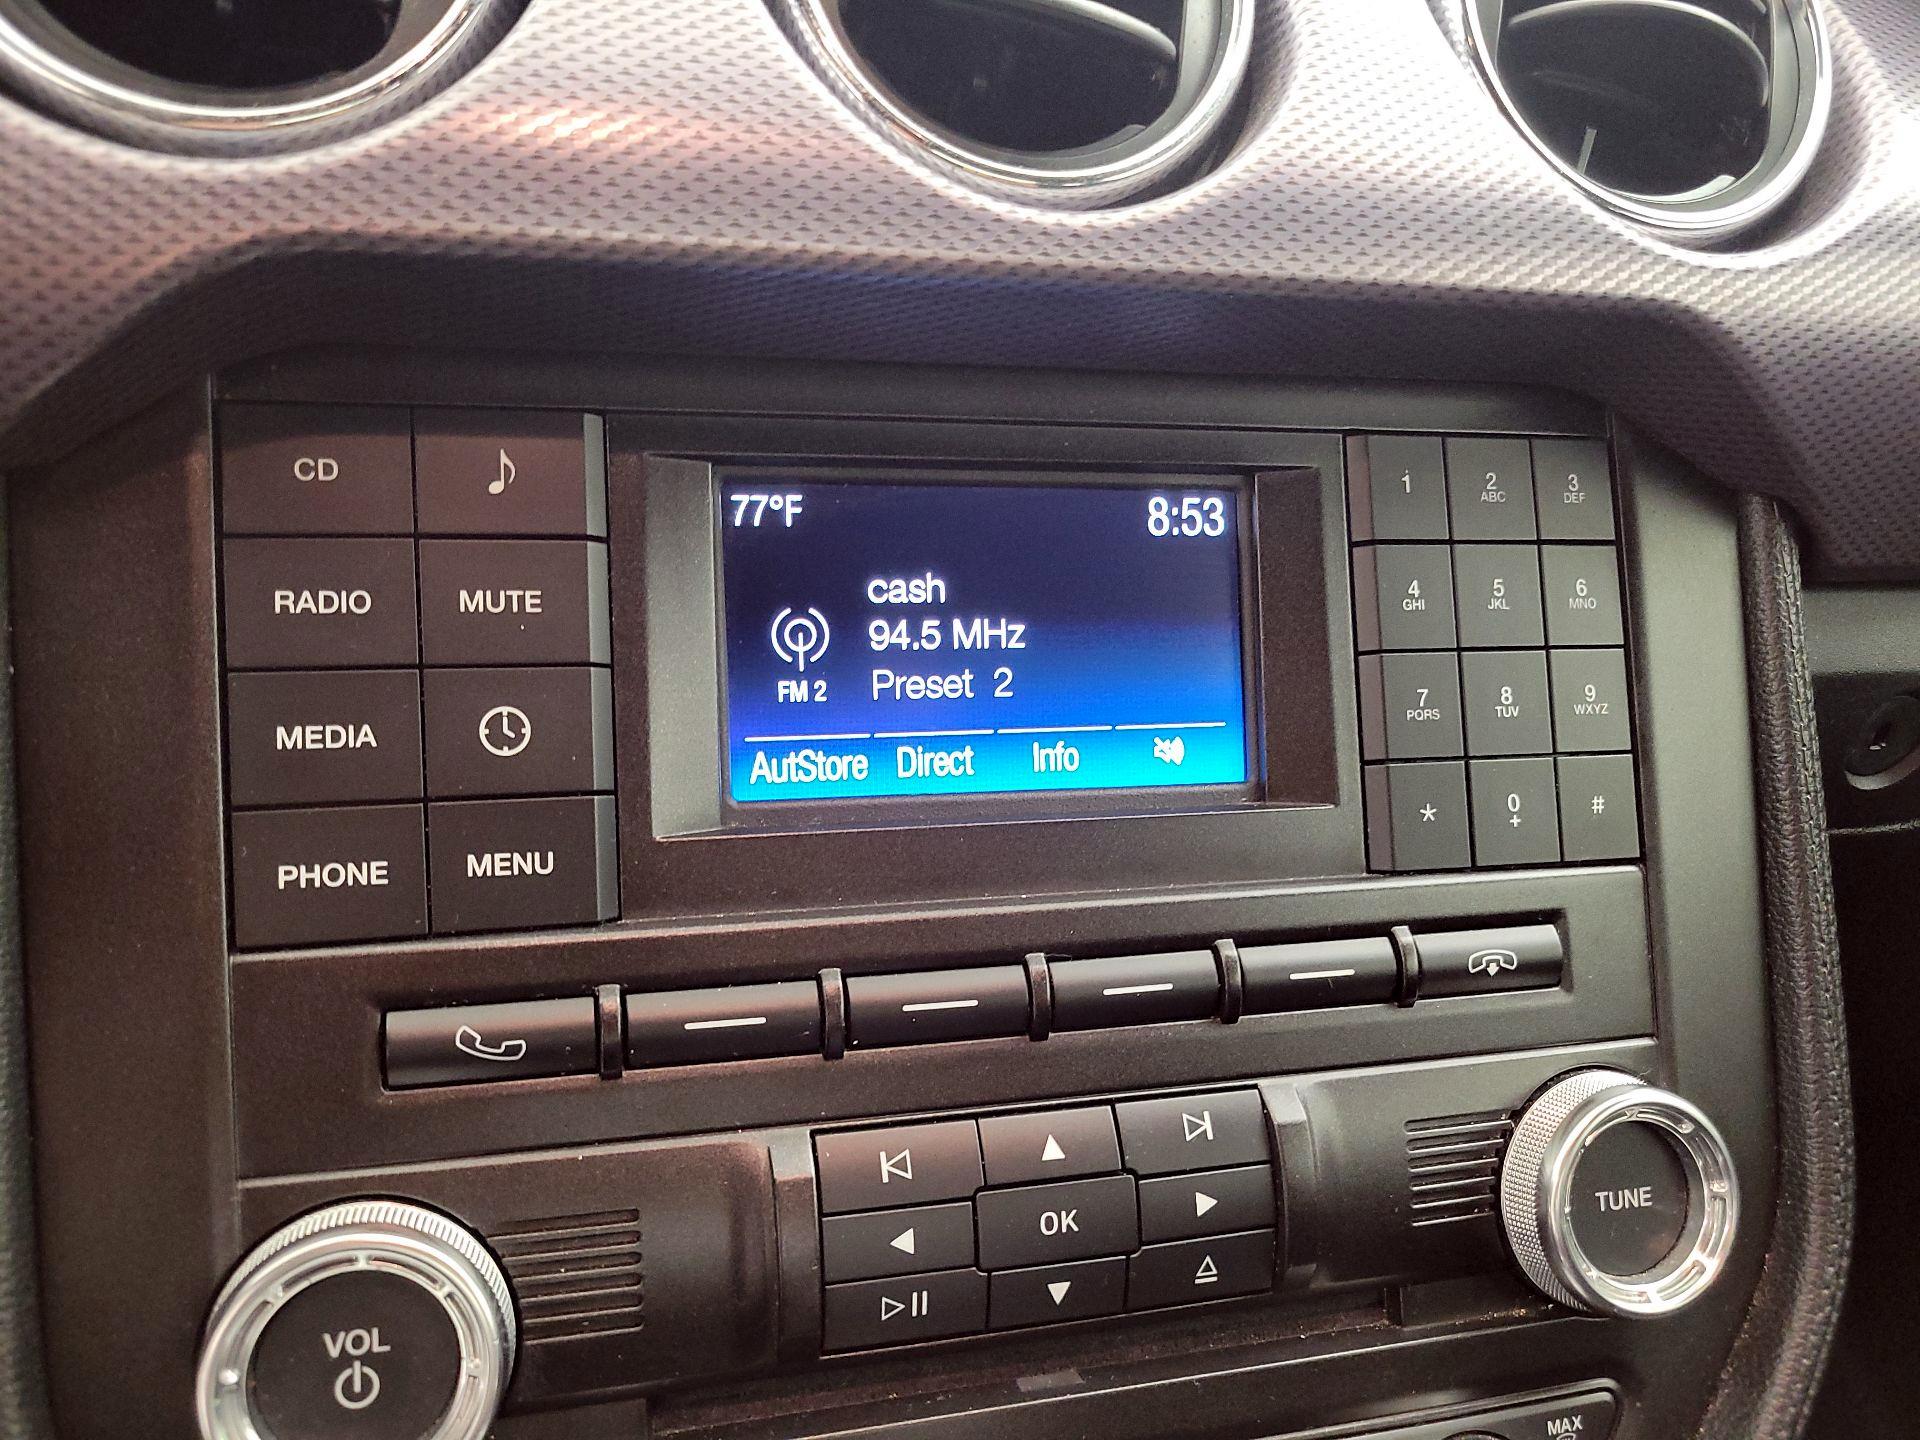 CD
RADIO MUTE
MEDIA
PHONE MENU
77°F 8:53
cash
94.5 MHz
FM 2 Preset 2
AutStore Direct Info
1 2 ABC 3 DEF
4 GHI 5 JKL 6 MNO
7 PQRS 8 TUV 9 WXYZ
* 0 + #
OK
TUNE
VOL
MAX